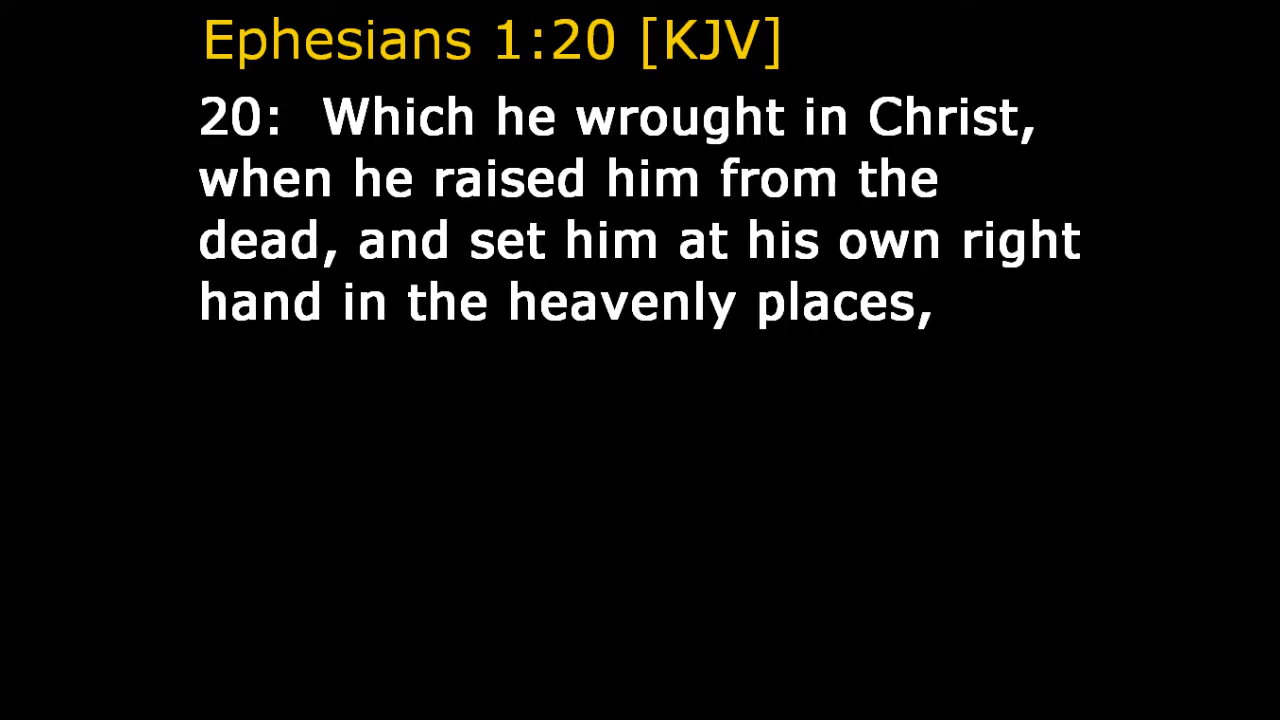 Ephesians 1:20 [KJV]
20: Which he wrought in Christ,
when he raised him from the
dead, and set him at his own right
hand in the heavenly places,